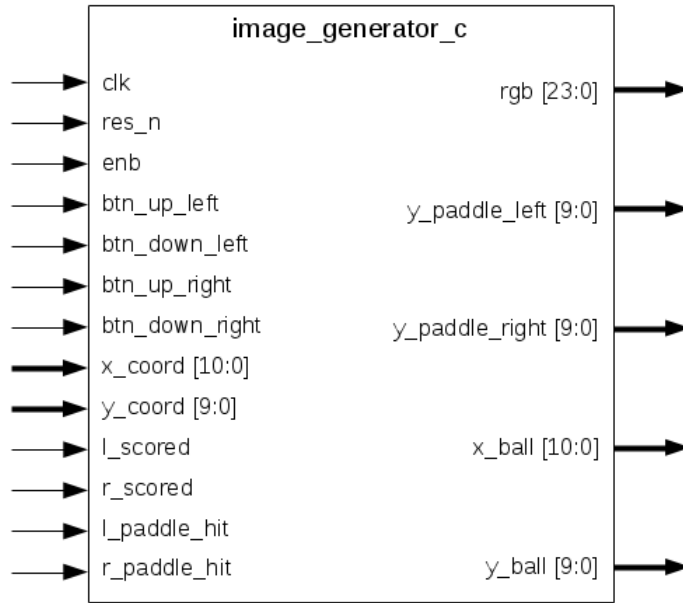 image_generator_c
clk
res_n
enb
btn_up_left
btn_down_left
btn_up_right
btn_down_right
x_coord [10:0]
y_coord [9:0]
l_scored
r_scored
l_paddle_hit
r_paddle_hit
rgb [23:0]
y_paddle_left [9:0]
y_paddle_right [9:0]
x_ball [10:0]
y_ball [9:0]